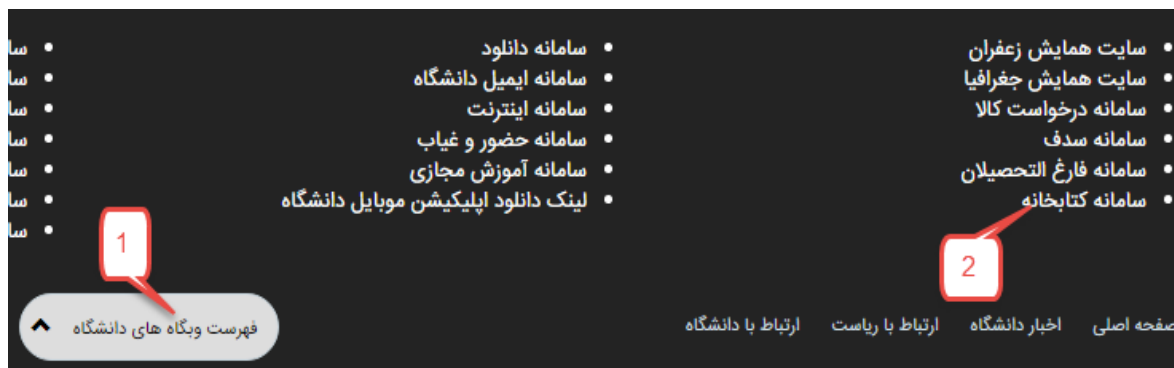 سایت همایش زعفران
سایت همایش جغرافیا
سامانه درخواست کالا
سامانه سدف
سامانه فارغ التحصیلان
سامانه کتابخانه
سامانه دانلود
سامانه ایمیل دانشگاه
سامانه اینترنت
سامانه حضور و غیاب
سامانه آموزش مجازی
لینک دانلود اپلیکیشن موبایل دانشگاه
1
2
صفحه اصلی اخبار دانشگاه ارتباط با ریاست ارتباط با دانشگاه
فهرست وبگاه های دانشگاه